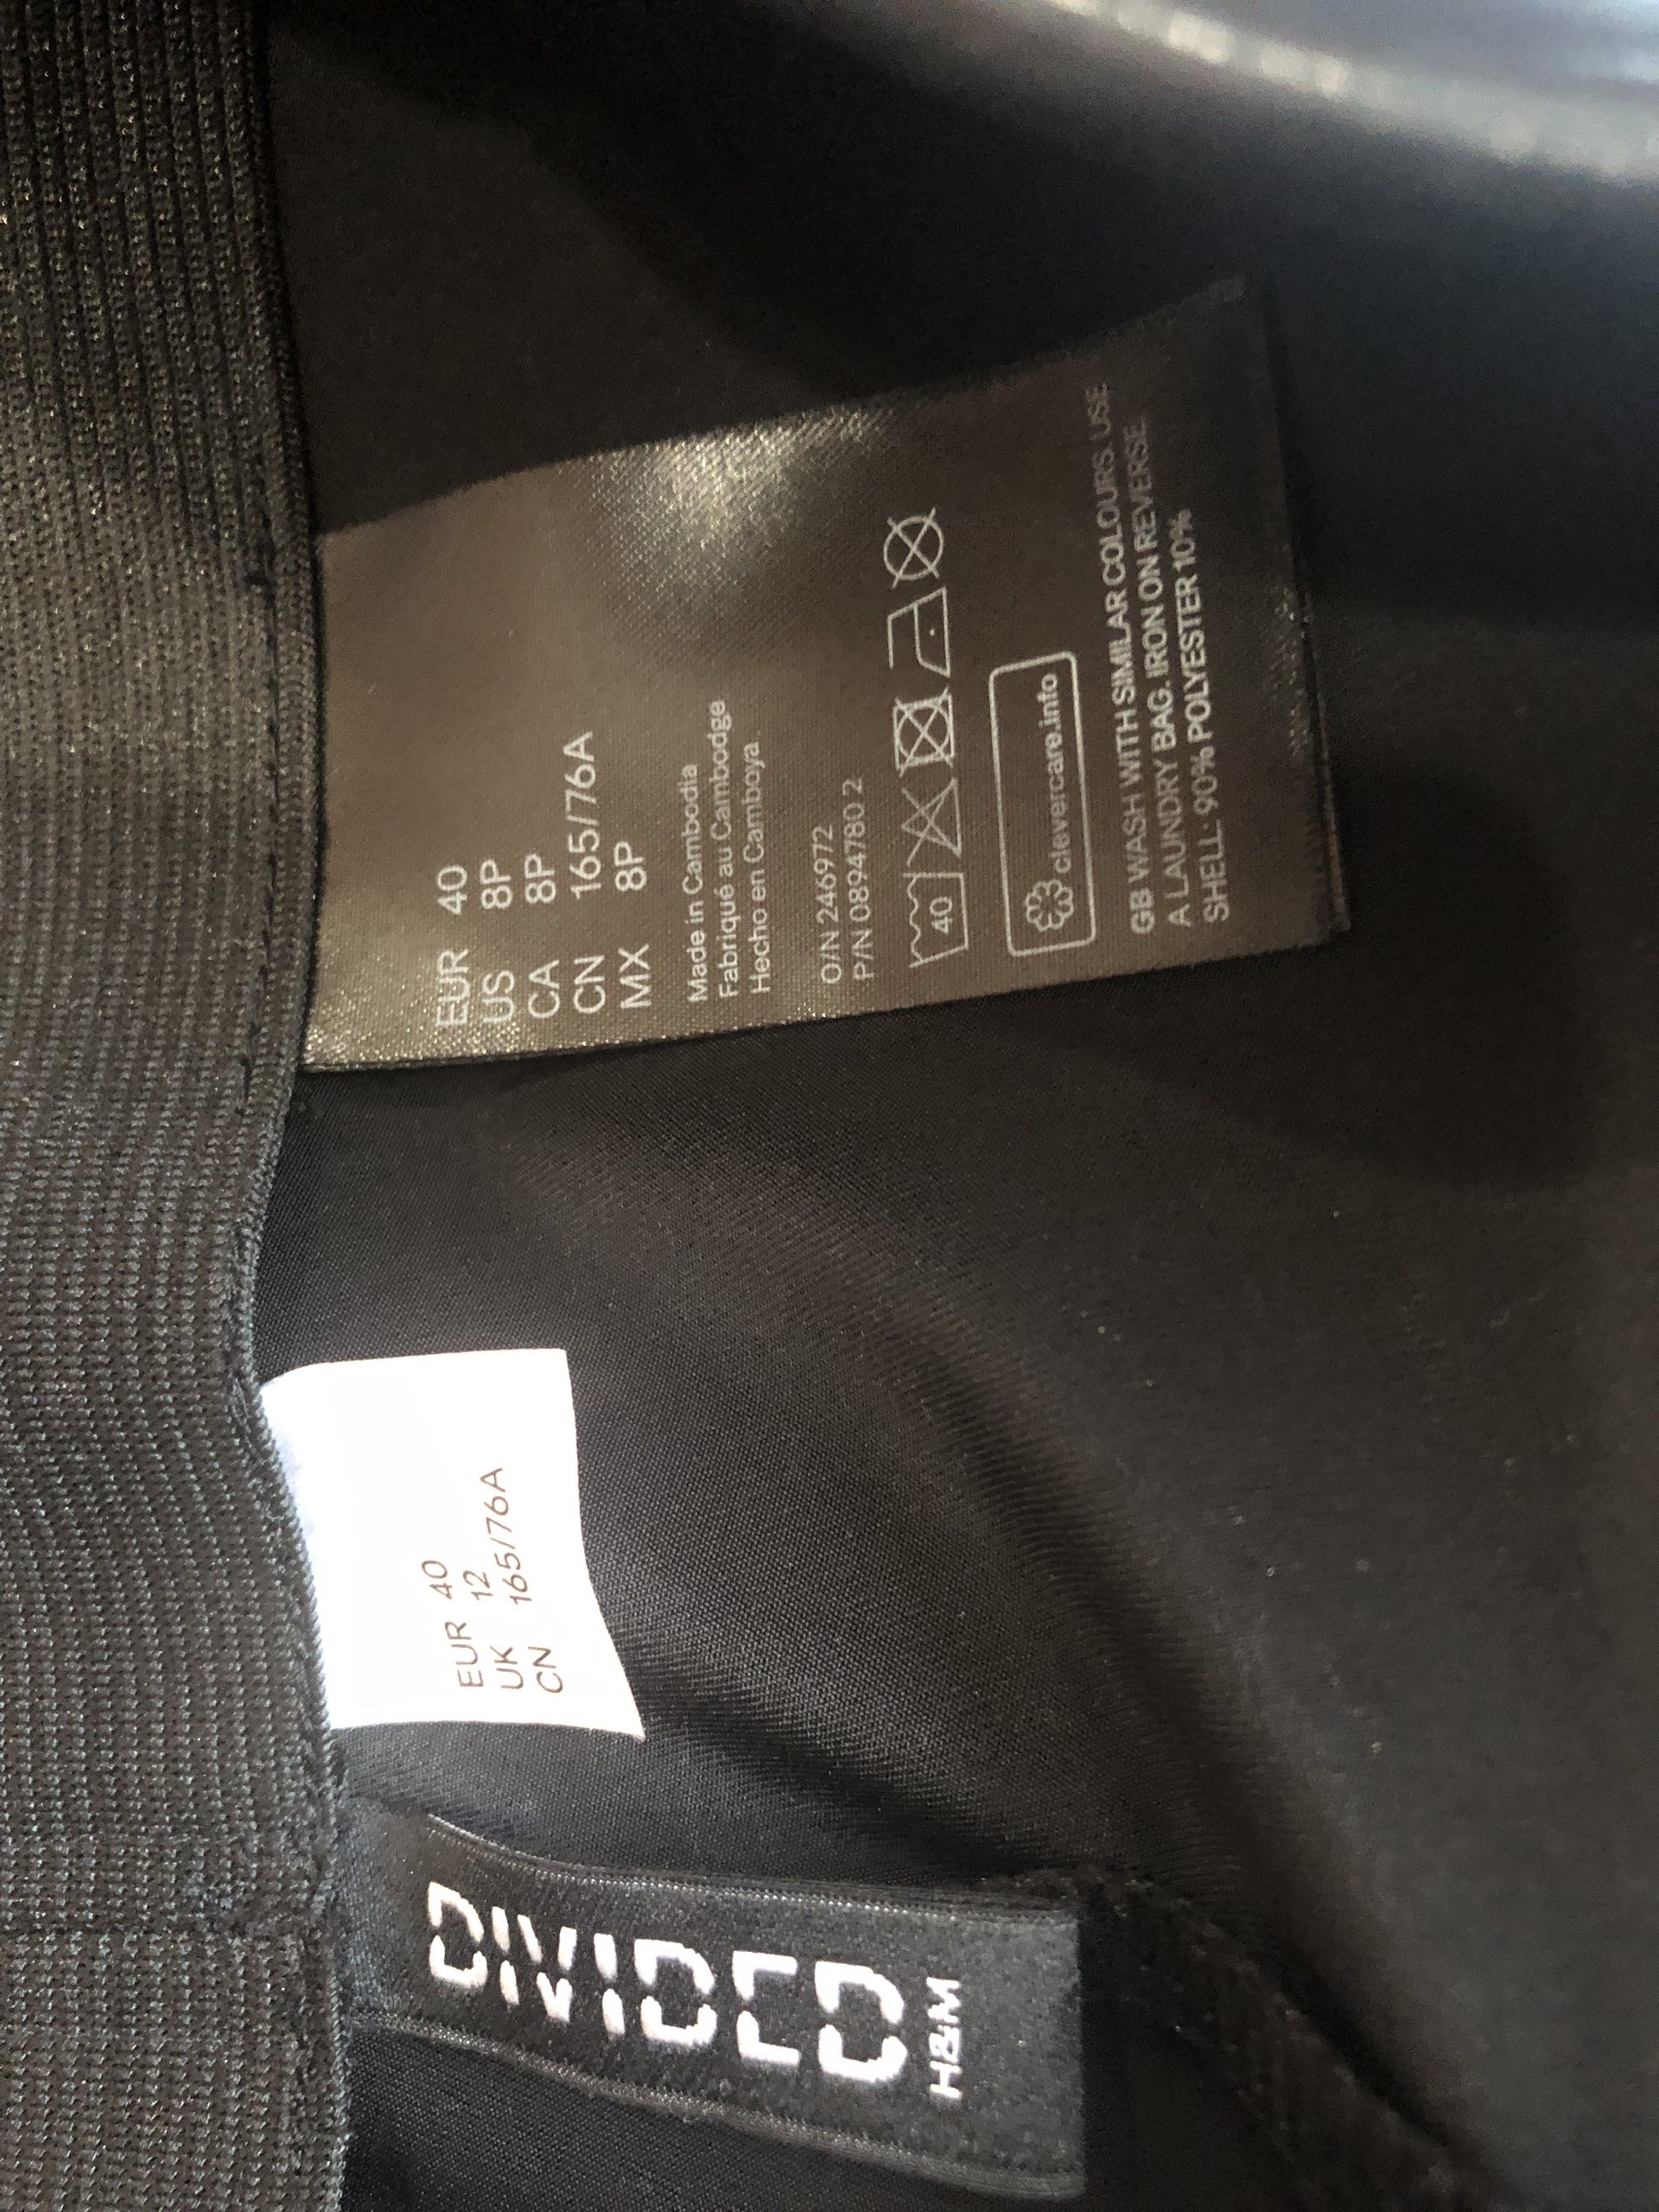 EUR 40
US 8P
CA 8P
CN 165/76A
MX 8P
Made in Cambodia
Fabriqué au Cambodge
Hecho en Camboya
O/N 246972
P/N 0894780 2
40
clevercare.info
GB WASH WITH SIMILAR COLOURS. USE
A LAUNDRY BAG. IRON ON REVERSE
SHELL: 90% POLYESTER 10%
EUR 40
UK 12
CN 165/76A
DIVIDED
H&M